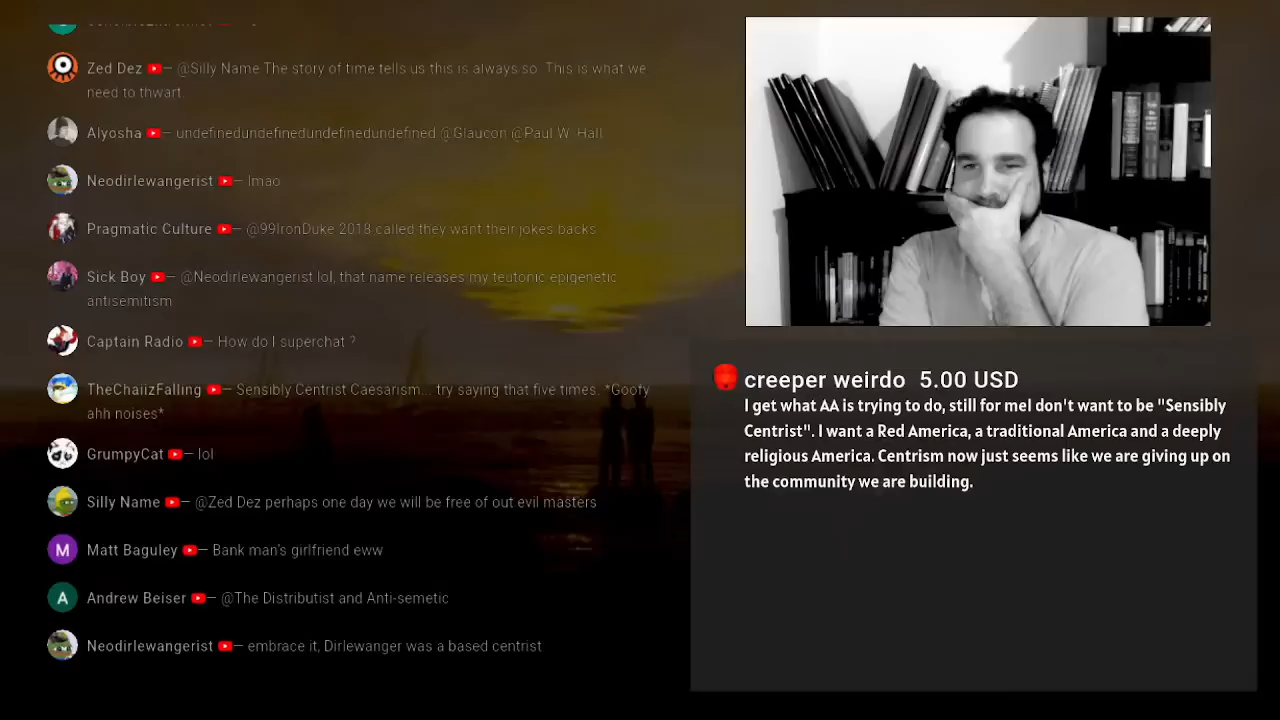 Zed Dez — @Silly Name The story of time tells us this is always so. This is what we
need to thwart.
Alyosha — undefinedundefinedundefinedundefined @Glaucon @Paul W. Hall
Neodirlewangerist — lmao
Pragmatic Culture — @99IronDuke 2018 called they want their jokes backs
Sick Boy — @Neodirlewangerist lol, that name releases my teutonic epigenetic
antisemitism
Captain Radio — How do I superchat ?
TheChaiizFalling — Sensibly Centrist Caesarism... try saying that five times. *Goofy
ahh noises*
GrumpyCat — lol
Silly Name — @Zed Dez perhaps one day we will be free of out evil masters
M
Matt Baguley — Bank man's girlfriend eww
A
Andrew Beiser — @The Distributist and Anti-semetic
Neodirlewangerist — embrace it, Dirlewanger was a based centrist
creeper weirdo 5.00 USD
I get what AA is trying to do, still for meI don't want to be "Sensibly
Centrist". I want a Red America, a traditional America and a deeply
religious America. Centrism now just seems like we are giving up on
the community we are building.